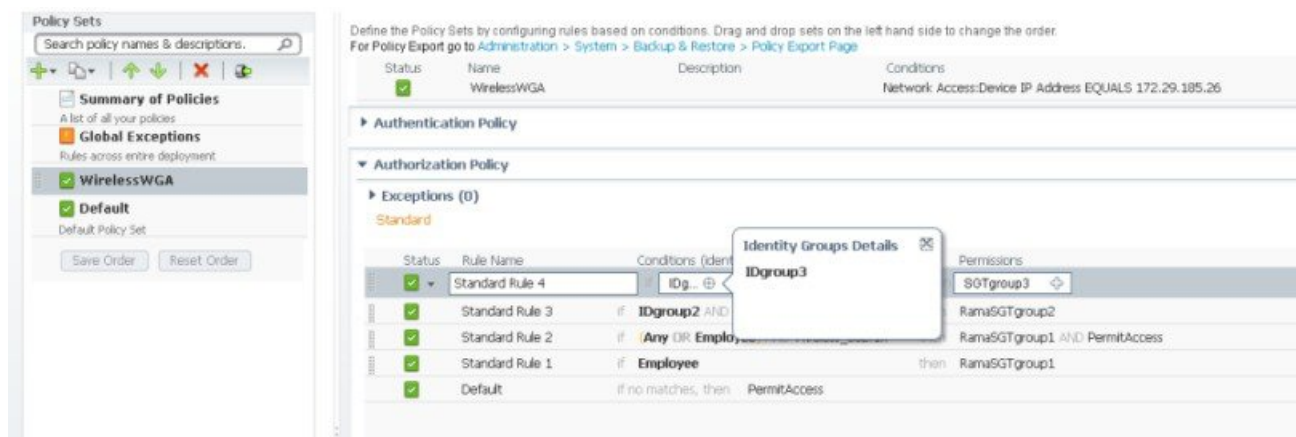 Policy Sets
Search policy names & descriptions.
Summary of Policies
A list of all your policies
Global Exceptions
Rules across entire deployment
WirelessWGA
Default
Default Policy Set
Save Order Reset Order
Define the Policy Sets by configuring rules based on conditions. Drag and drop sets on the left hand side to change the order.
For Policy Export go to Administration > System > Backup & Restore > Policy Export Page
Status Name Description Conditions
WirelessWGA Network Access:Device IP Address EQUALS 172.29.185.26
Authentication Policy
Authorization Policy
Exceptions (0)
Standard
Status Rule Name Conditions (ident Permissions
Standard Rule 4 if IDg... SGTgroup3
Identity Groups Details
IDgroup3
Standard Rule 3 if IDgroup2 AND RamaSGTgroup2
Standard Rule 2 if (Any OR Employee) RamaSGTgroup1 AND PermitAccess
Standard Rule 1 if Employee then RamaSGTgroup1
Default if no matches, then PermitAccess